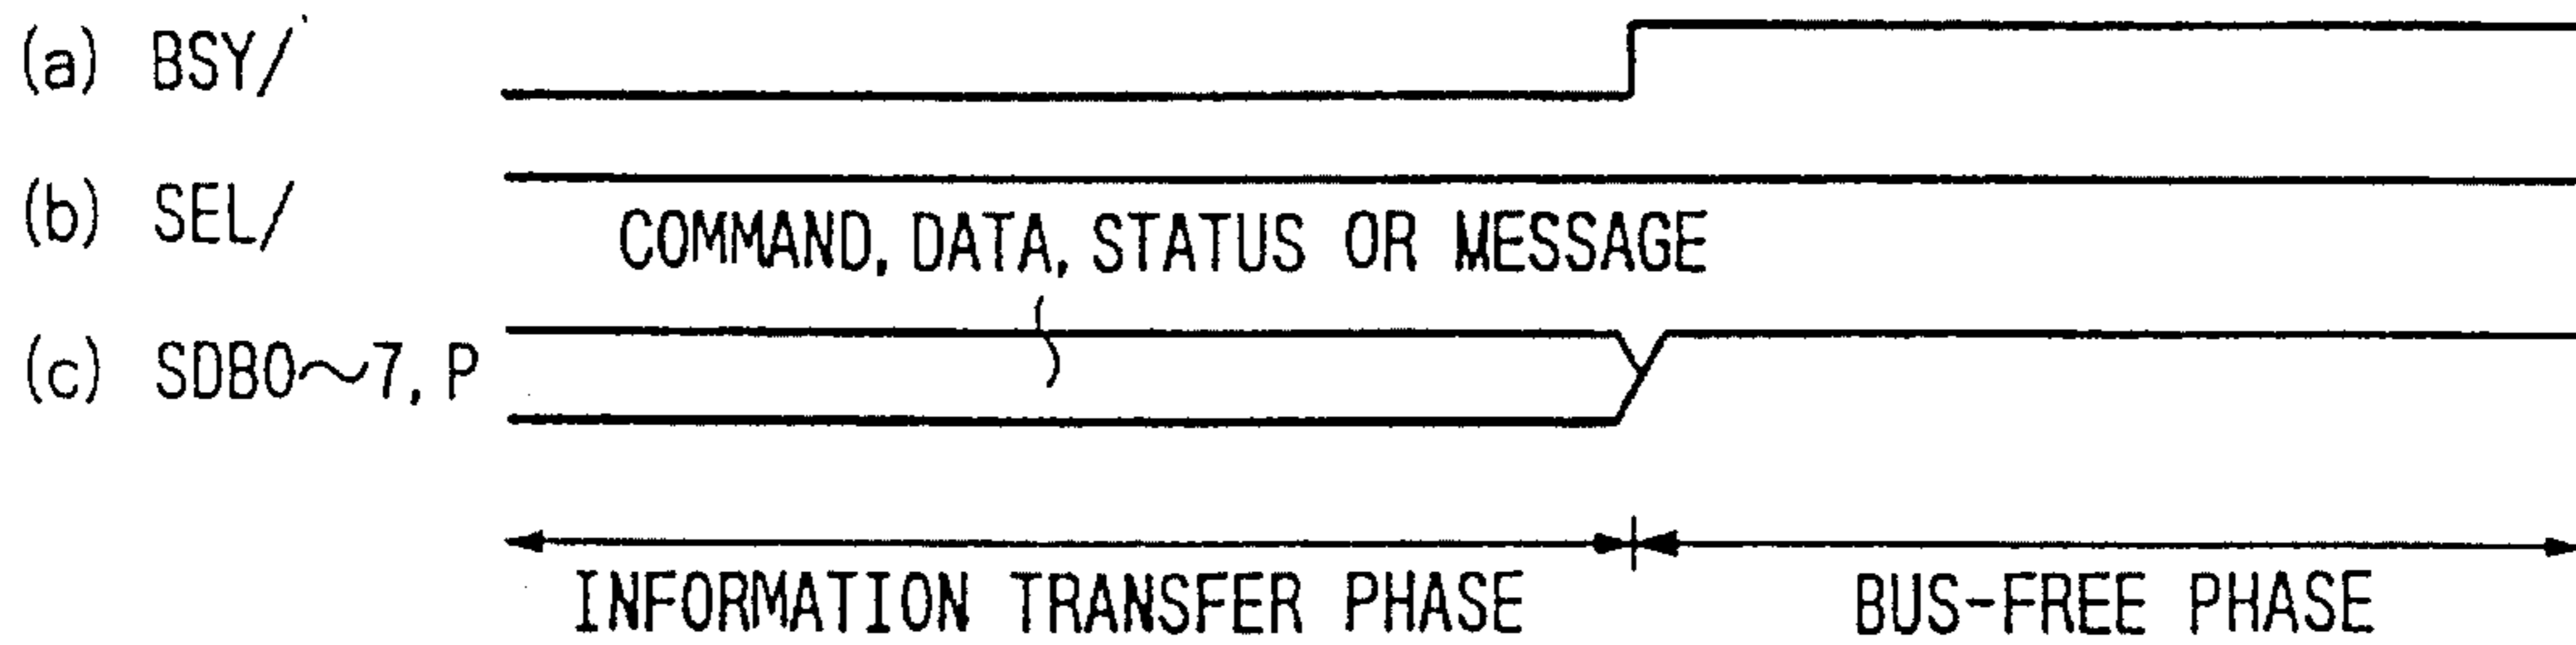 (a) BSY/
(b) SEL/
COMMAND, DATA, STATUS OR MESSAGE
(c) SDB0~7, P
INFORMATION TRANSFER PHASE
BUS-FREE PHASE